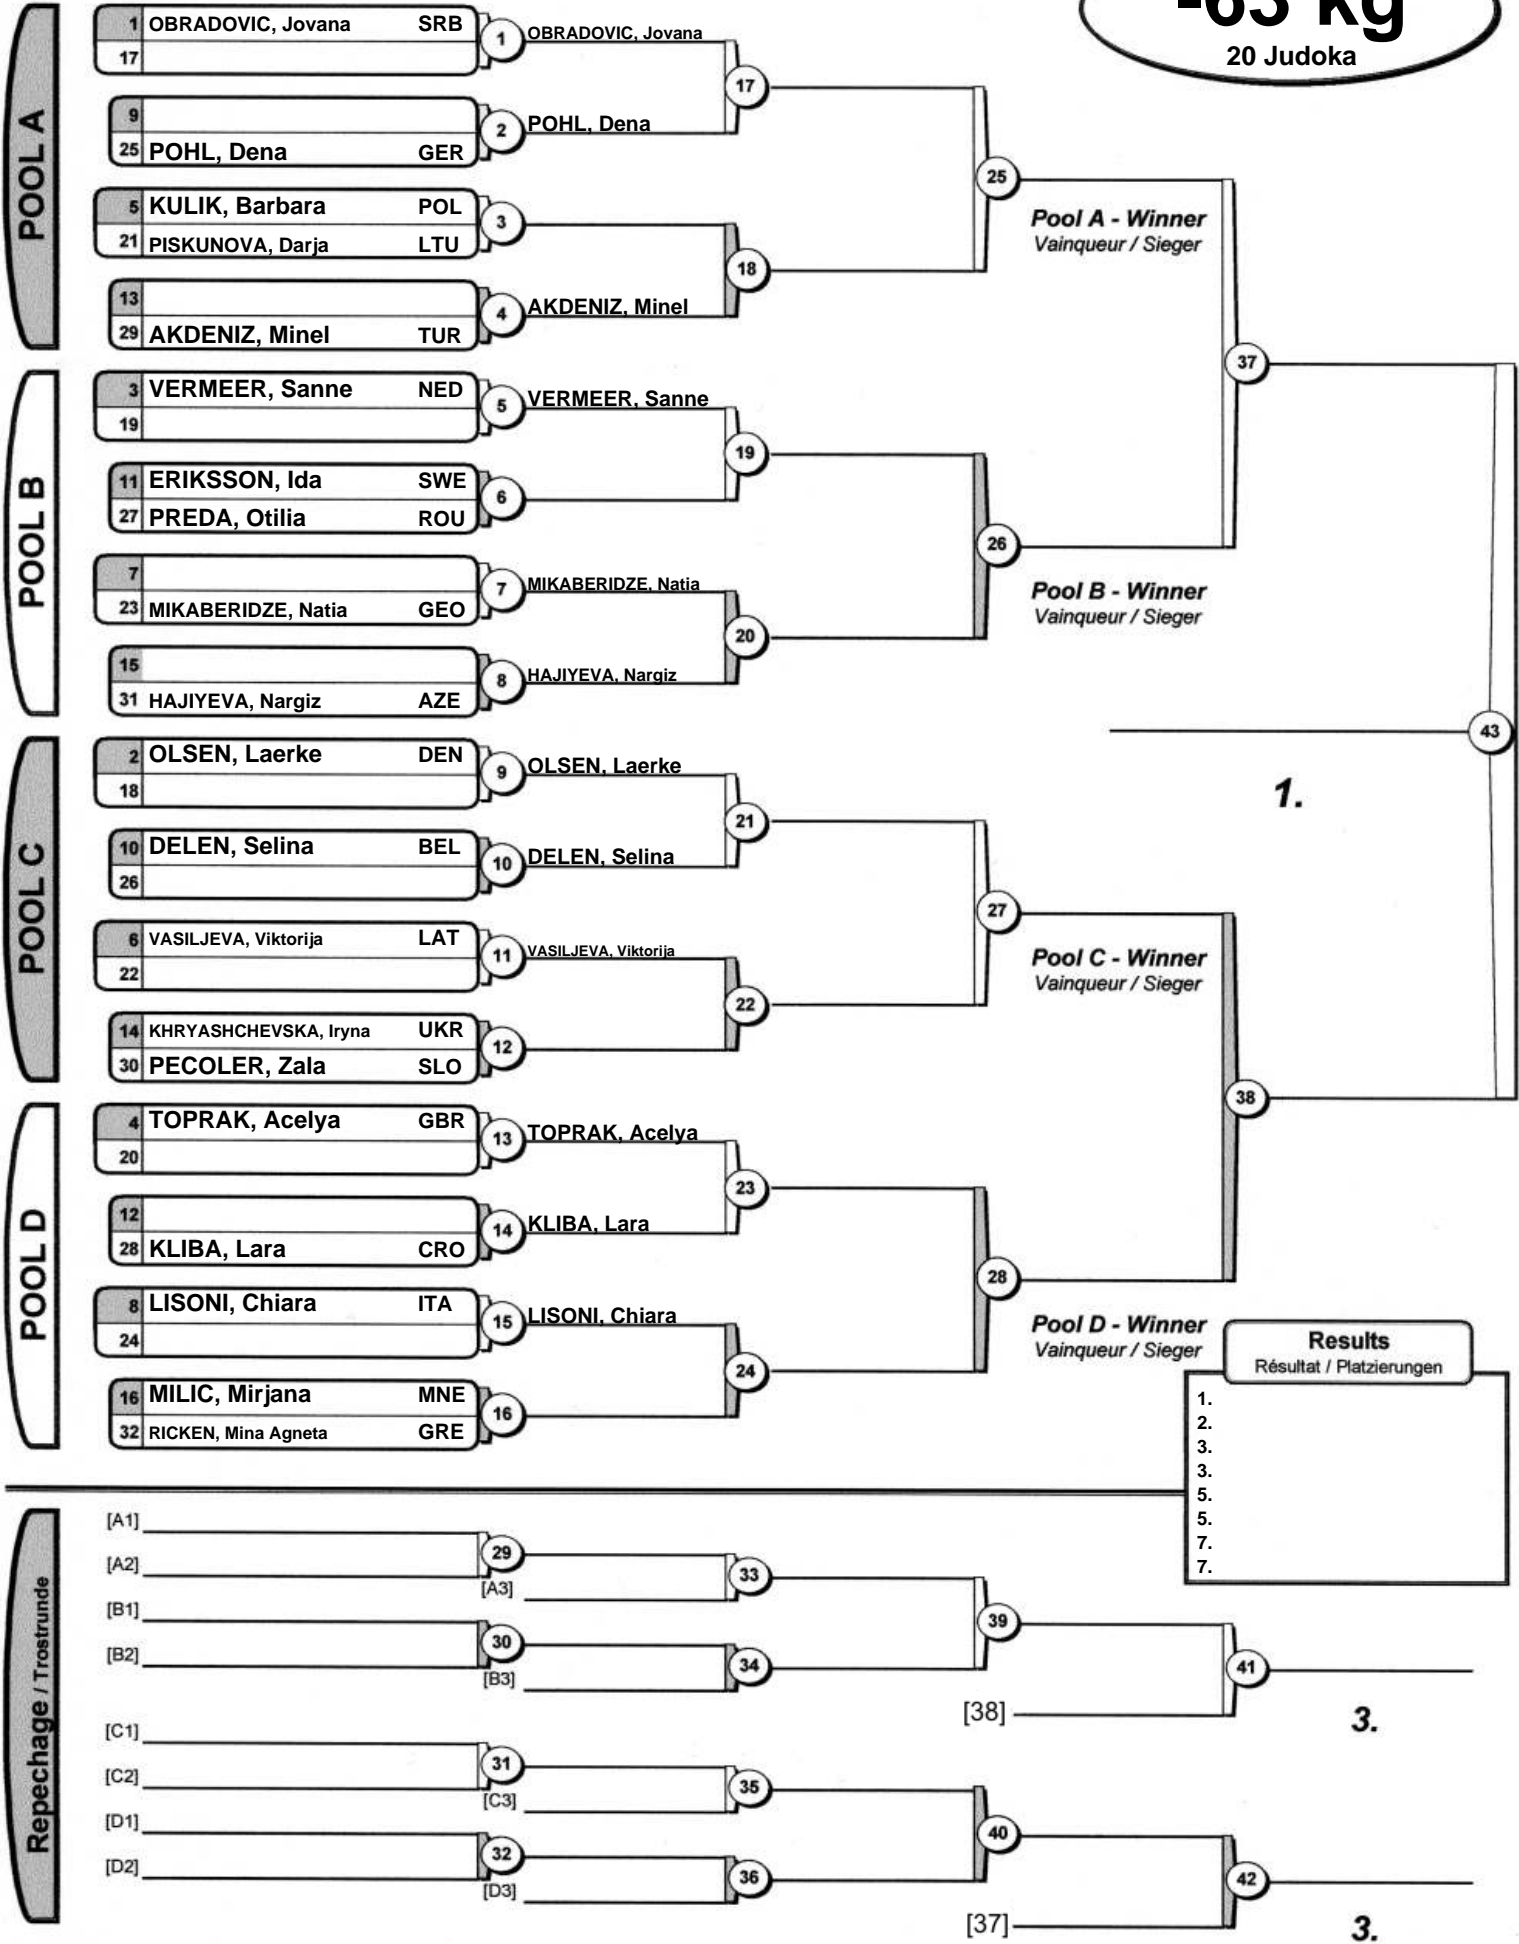 -63 kg
20 Judoka
POOL A
1 OBRADOVIC, Jovana SRB
17
1 OBRADOVIC, Jovana
9
25 POHL, Dena GER
2 POHL, Dena
17
5 KULIK, Barbara POL
21 PISKUNOVA, Darja LTU
3
13
29 AKDENIZ, Minel TUR
4 AKDENIZ, Minel
18
25
Pool A - Winner
Vainqueur / Sieger
POOL B
3 VERMEER, Sanne NED
19
5 VERMEER, Sanne
11 ERIKSSON, Ida SWE
27 PREDA, Otilia ROU
6
19
7
23 MIKABERIDZE, Natia GEO
7 MIKABERIDZE, Natia
15
31 HAJIYEVA, Nargiz AZE
8 HAJIYEVA, Nargiz
20
26
Pool B - Winner
Vainqueur / Sieger
37
43
1.
POOL C
2 OLSEN, Laerke DEN
18
9 OLSEN, Laerke
10 DELEN, Selina BEL
26
10 DELEN, Selina
21
6 VASILJEVA, Viktorija LAT
22
11 VASILJEVA, Viktorija
14 KHRYASHCHEVSKA, Iryna UKR
30 PECOLER, Zala SLO
12
22
27
Pool C - Winner
Vainqueur / Sieger
POOL D
4 TOPRAK, Acelya GBR
20
13 TOPRAK, Acelya
12
28 KLIBA, Lara CRO
14 KLIBA, Lara
23
8 LISONI, Chiara ITA
24
15 LISONI, Chiara
16 MILIC, Mirjana MNE
32 RICKEN, Mina Agneta GRE
16
24
28
Pool D - Winner
Vainqueur / Sieger
38
Results
Résultat / Platzierungen
1.
2.
3.
3.
5.
5.
7.
7.
Repechage / Trostrunde
[A1]
[A2]
29
[A3]
33
[B1]
[B2]
30
[B3]
34
39
[38]
41
3.
[C1]
[C2]
31
[C3]
35
[D1]
[D2]
32
[D3]
36
40
[37]
42
3.